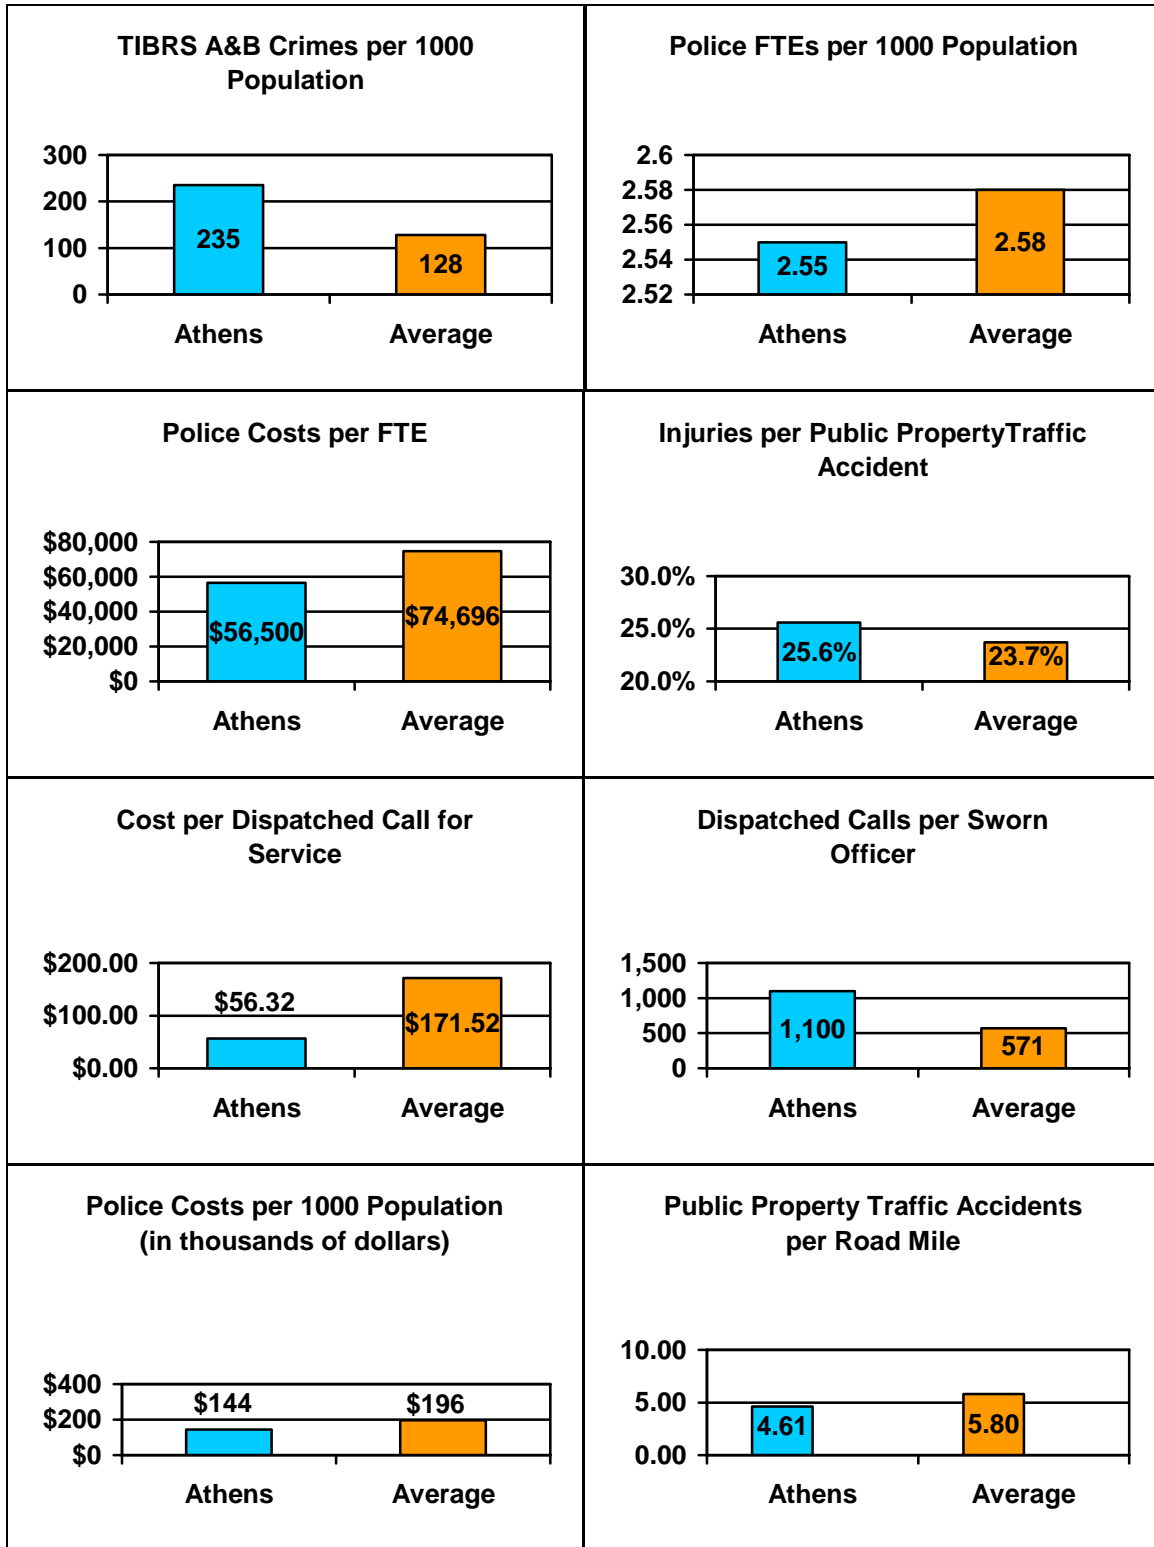 TIBRS A&B Crimes per 1000
Population
300
200
100
0
235
128
Athens
Average
Police FTEs per 1000 Population
2.6
2.58
2.56
2.54
2.52
2.55
2.58
Athens
Average
Police Costs per FTE
$80,000
$60,000
$40,000
$20,000
$0
$56,500
$74,696
Athens
Average
Injuries per Public PropertyTraffic
Accident
30.0%
25.0%
20.0%
25.6%
23.7%
Athens
Average
Cost per Dispatched Call for
Service
$200.00
$100.00
$0.00
$56.32
$171.52
Athens
Average
Dispatched Calls per Sworn
Officer
1,500
1,000
500
0
1,100
571
Athens
Average
Police Costs per 1000 Population
(in thousands of dollars)
$400
$200
$0
$144
$196
Athens
Average
Public Property Traffic Accidents
per Road Mile
10.00
5.00
0.00
4.61
5.80
Athens
Average